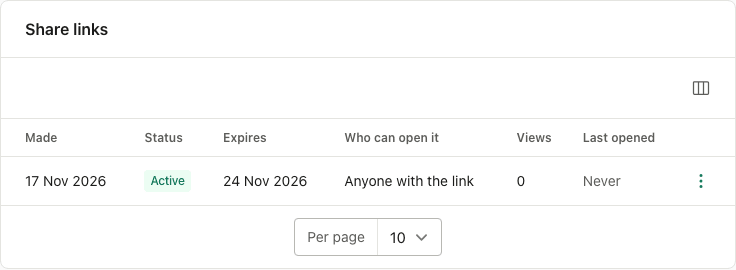 Share links
Made Status Expires Who can open it Views Last opened
17 Nov 2026 Active 24 Nov 2026 Anyone with the link 0 Never
Per page 10